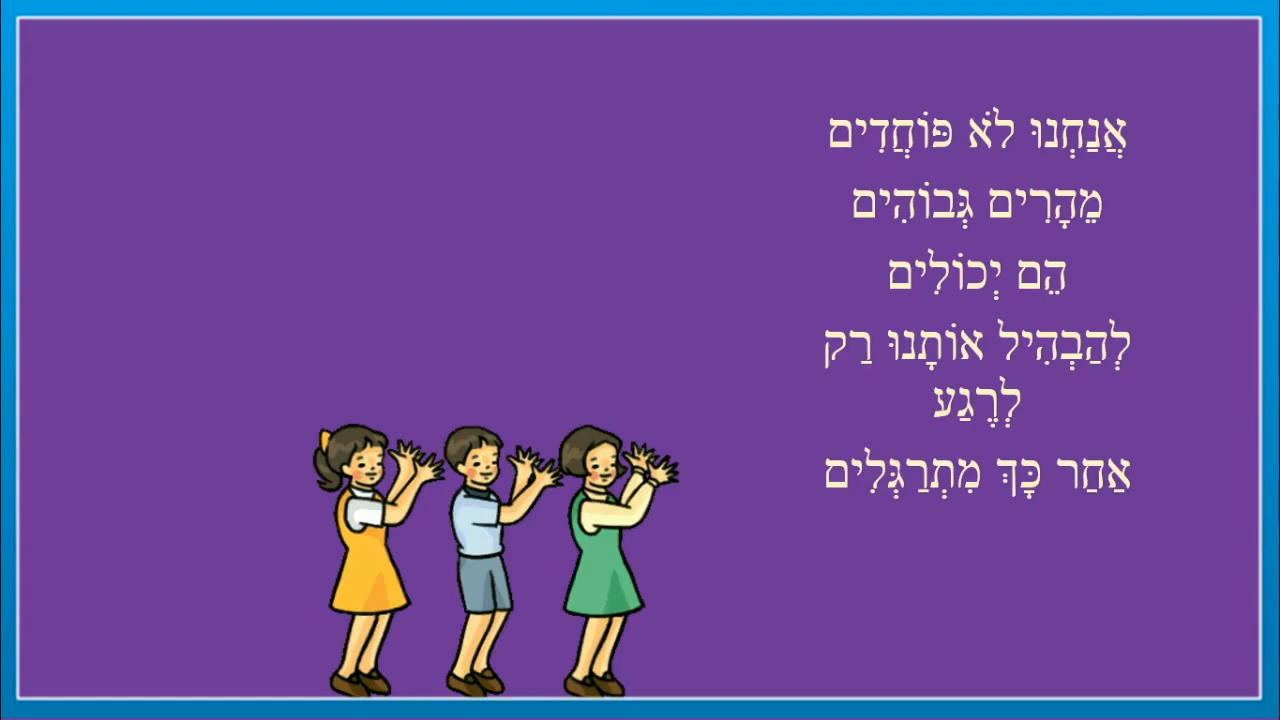 אֲנַחְנוּ לֹא פּוֹחֲדִים
מֵהָרִים גְּבוֹהִים
הֵם יְכוֹלִים
לְהַבְהִיל אוֹתָנוּ רַק
לְרֶגַע
אַחַר כָּךְ מִתְרַגְּלִים